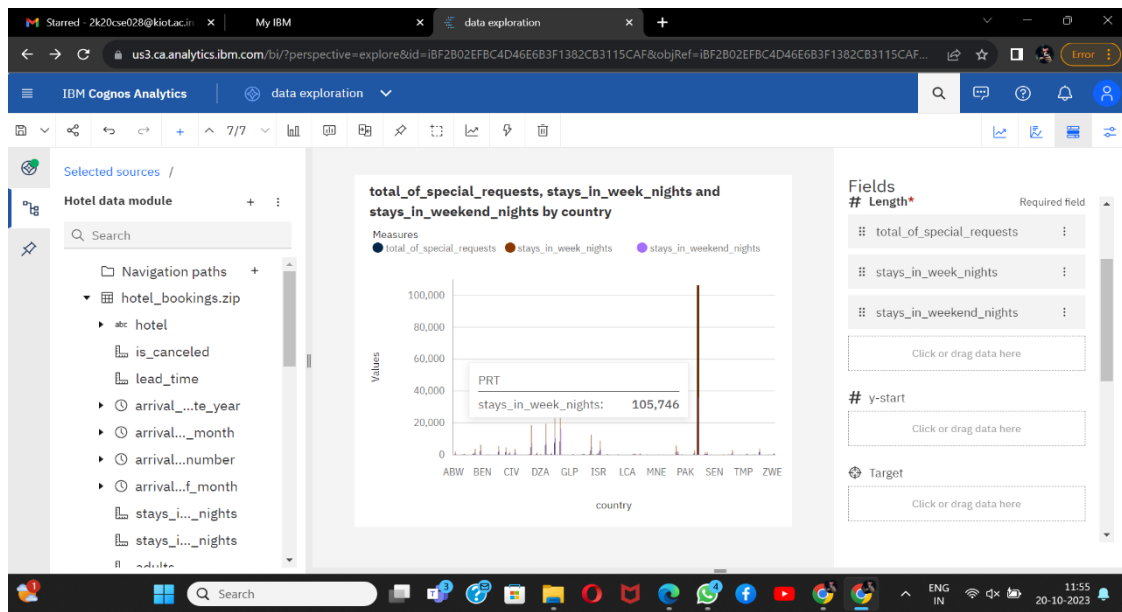 Starred - 2k20cse028@kiot.ac.in
My IBM
data exploration
us3.ca.analytics.ibm.com/bi/?perspective=explore&id=iBF2B02EFBC4D46E6B3F1382CB3115CAF&objRef=iBF2B02EFBC4D46E6B3F1382CB3115CAF...
Error
IBM Cognos Analytics
data exploration
7/7
Selected sources /
Hotel data module
Search
Navigation paths
hotel_bookings.zip
abc hotel
is_canceled
lead_time
arrival_...te_year
arrival..._month
arrival...number
arrival...f_month
stays_i..._nights
stays_i..._nights
adults
total_of_special_requests, stays_in_week_nights and
stays_in_weekend_nights by country
Measures
total_of_special_requests stays_in_week_nights stays_in_weekend_nights
Values
100,000
80,000
60,000
40,000
20,000
0
PRT
stays_in_week_nights: 105,746
ABW BEN CIV DZA GLP ISR LCA MNE PAK SEN TMP ZWE
country
Fields
# Length* Required field
total_of_special_requests
stays_in_week_nights
stays_in_weekend_nights
Click or drag data here
# y-start
Click or drag data here
Target
Click or drag data here
1
Search
3
7
4
ENG
IN
11:55
20-10-2023